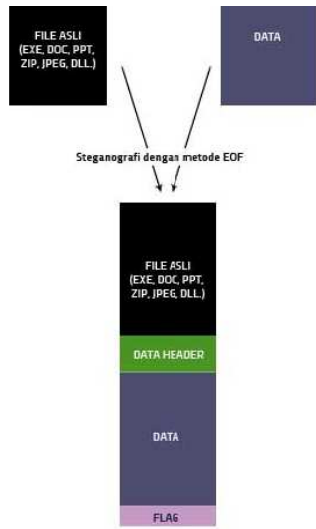 FILE ASLI
(EXE, DOC, PPT,
ZIP, JPEG, DLL.)
DATA
Steganografi dengan metode EOF
FILE ASLI
(EXE, DOC, PPT,
ZIP, JPEG, DLL.)
DATA HEADER
DATA
FLAG